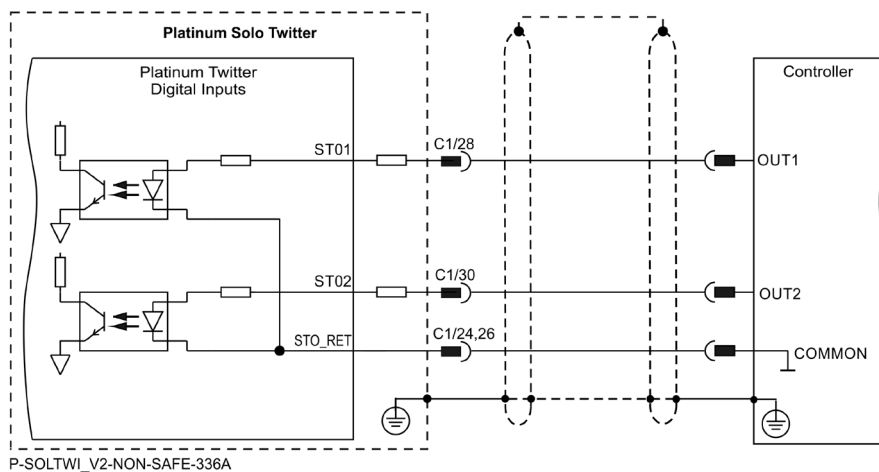 Platinum Solo Twitter
Platinum Twitter
Digital Inputs
Controller
ST01
C1/28
OUT1
ST02
C1/30
OUT2
STO_RET
C1/24,26
COMMON
P-SOLTWI_V2-NON-SAFE-336A